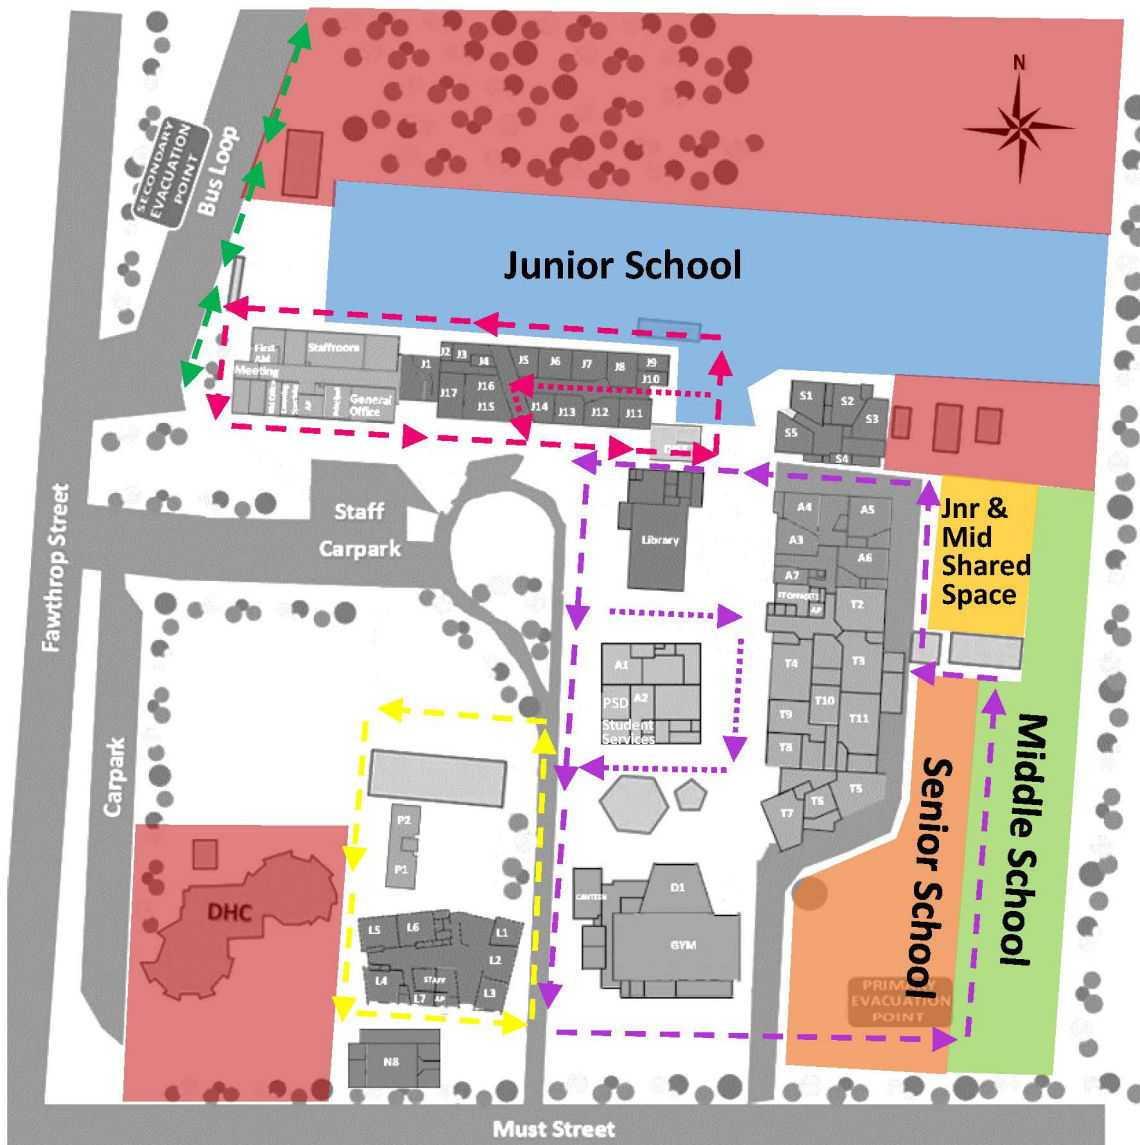 N
SECONDARY
EVACUATION
POINT
Bus Loop
Junior School
First
Aid
Staffrooms
Meeting
AP
Principal
General
Office
J1
J2
J3
J4
J5
J6
J7
J8
J9
J10
J17
J16
J15
J14
J13
J12
J11
S1
S2
S3
S5
S4
Fawthrop Street
Staff
Carpark
Library
A4
A5
A3
A6
A7
AP
T2
Jnr &
Mid
Shared
Space
A1
PSD
A2
Student
Services
T4
T3
T10
T9
T11
T8
T5
T6
T7
Carpark
P2
P1
DHC
L5
L6
L1
L2
L4
STAFF
L7
AP
L3
N8
CANTEEN
D1
GYM
Senior School
Middle School
PRIMARY
EVACUATION
POINT
Must Street